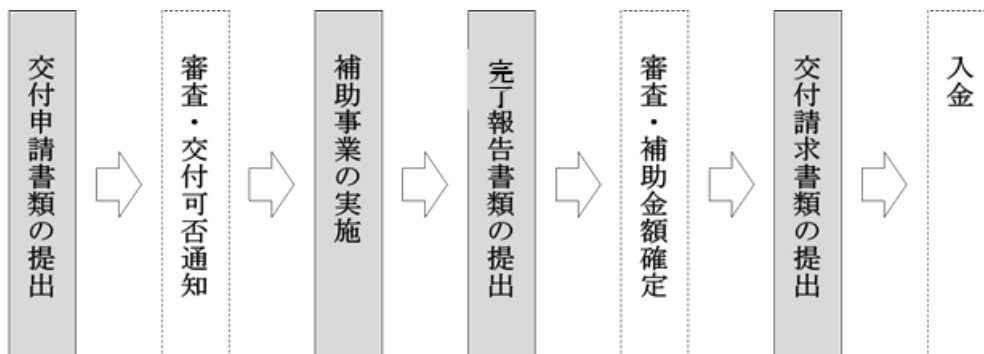 交付申請書類の提出
審査・交付可否通知
補助事業の実施
完了報告書類の提出
審査・補助金額確定
交付請求書類の提出
入金